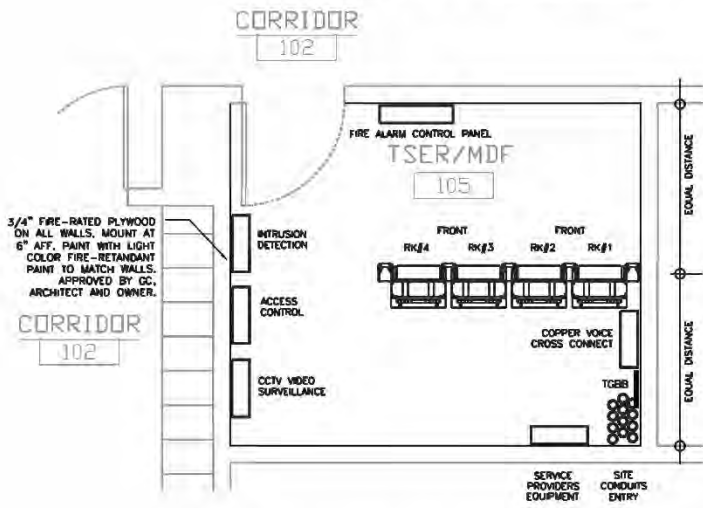 CORRIDOR
102
FIRE ALARM CONTROL PANEL
TSER/MDF
105
EQUAL DISTANCE
3/4" FIRE-RATED PLYWOOD
ON ALL WALLS. MOUNT AT
6" AFF. PAINT WITH LIGHT
COLOR FIRE-RETANDANT
PAINT TO MATCH WALLS.
APPROVED BY GC,
ARCHITECT AND OWNER.
INTRUSION
DETECTION
FRONT
FRONT
RK#4
RK#3
RK#2
RK#1
ACCESS
CONTROL
CORRIDOR
102
COPPER VOICE
CROSS CONNECT
EQUAL DISTANCE
CCTV VIDEO
SURVEILLANCE
TGBB
SERVICE
PROVIDERS
EQUIPMENT
SITE
CONDUITS
ENTRY